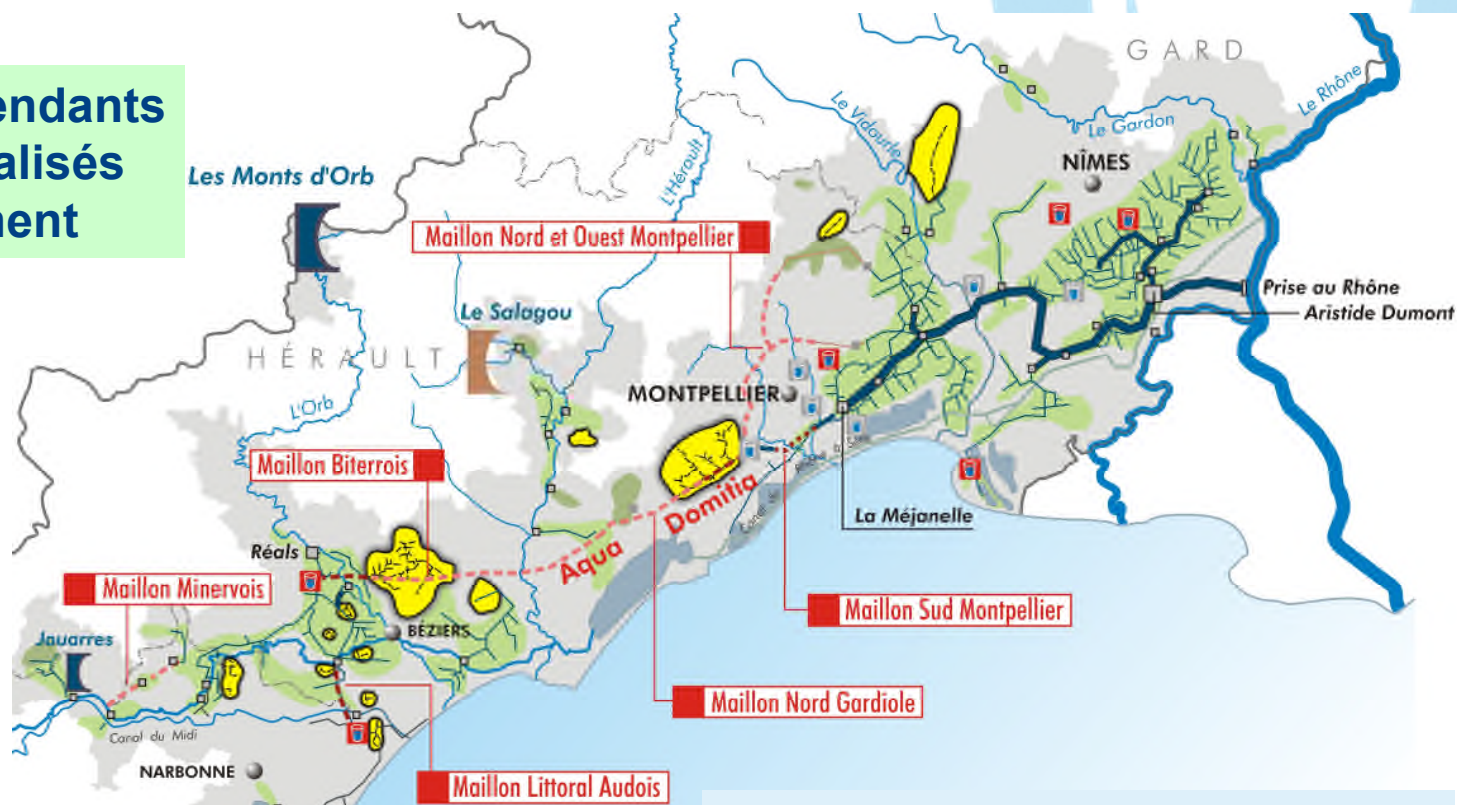 endants
alisés
ment
GARD
Le Rhône
Le Vidourle
Le Gardon
NÎMES
Les Monts d'Orb
L'Hérault
Maillon Nord et Ouest Montpellier
Prise au Rhône
Aristide Dumont
Le Salagou
HÉRAULT
L'Orb
MONTPELLIER
Maillon Biterrois
Aqua Domitia
La Méjanelle
Réals
Maillon Minervois
Maillon Sud Montpellier
BÉZIERS
Jouarres
Maillon Nord Gardiole
Canal du Midi
NARBONNE
Maillon Littoral Audois